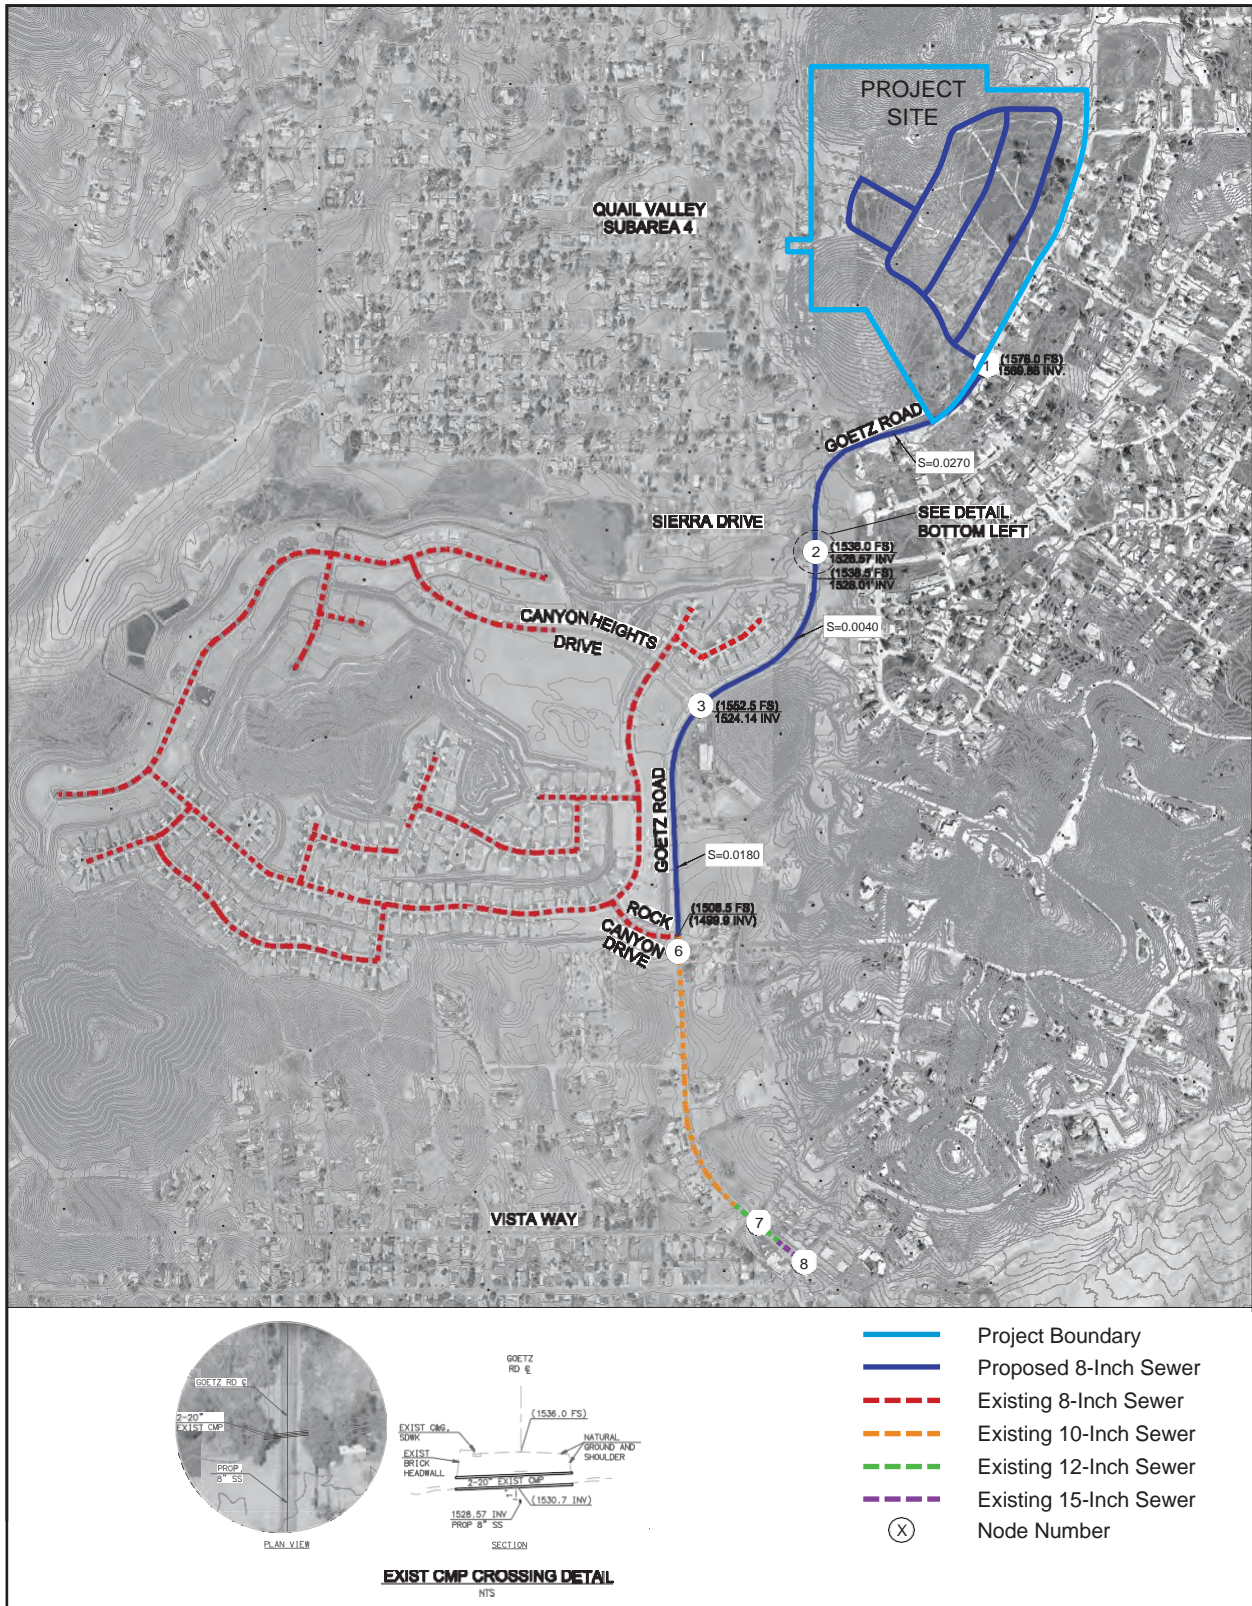 PROJECT
SITE
QUAIL VALLEY
SUBAREA 4
1
(1578.0 FS)
1569.86 INV.
GOETZ ROAD
S=0.0270
SEE DETAIL
BOTTOM LEFT
SIERRA DRIVE
2
(1536.0 FS)
1528.57 INV
(1536.5 FS)
1528.01 INV
CANYON HEIGHTS
DRIVE
S=0.0040
3
(1552.5 FS)
1524.14 INV
GOETZ ROAD
S=0.0180
(1508.5 FS)
(1499.9 INV)
ROCK
CANYON
DRIVE
6
VISTA WAY
7
8
GOETZ RD ℄
2-20"
EXIST CMP
PROP
8" SS
PLAN VIEW
GOETZ
RD ℄
(1536.0 FS)
EXIST C&G,
SDWK
EXIST
BRICK
HEADWALL
NATURAL
GROUND AND
SHOULDER
2-20" EXIST CMP
(1530.7 INV)
1528.57 INV
PROP 8" SS
SECTION
EXIST CMP CROSSING DETAIL
NTS
Project Boundary
Proposed 8-Inch Sewer
Existing 8-Inch Sewer
Existing 10-Inch Sewer
Existing 12-Inch Sewer
Existing 15-Inch Sewer
X
Node Number